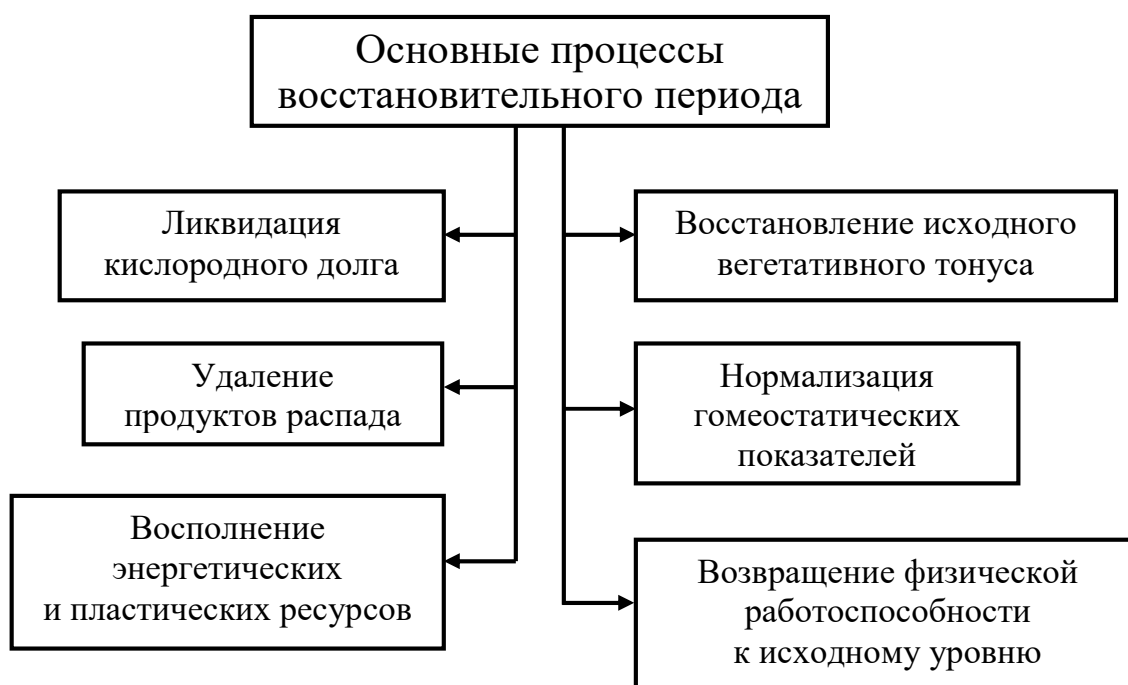 Основные процессы
восстановительного периода
Ликвидация
кислородного долга
Удаление
продуктов распада
Восполнение
энергетических
и пластических ресурсов
Восстановление исходного
вегетативного тонуса
Нормализация
гомеостатических
показателей
Возвращение физической
работоспособности
к исходному уровню